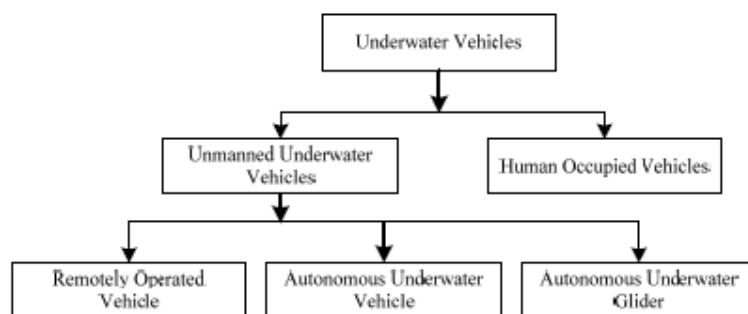 Underwater Vehicles
Unmanned Underwater
Vehicles
Human Occupied Vehicles
Remotely Operated
Vehicle
Autonomous Underwater
Vehicle
Autonomous Underwater
Glider